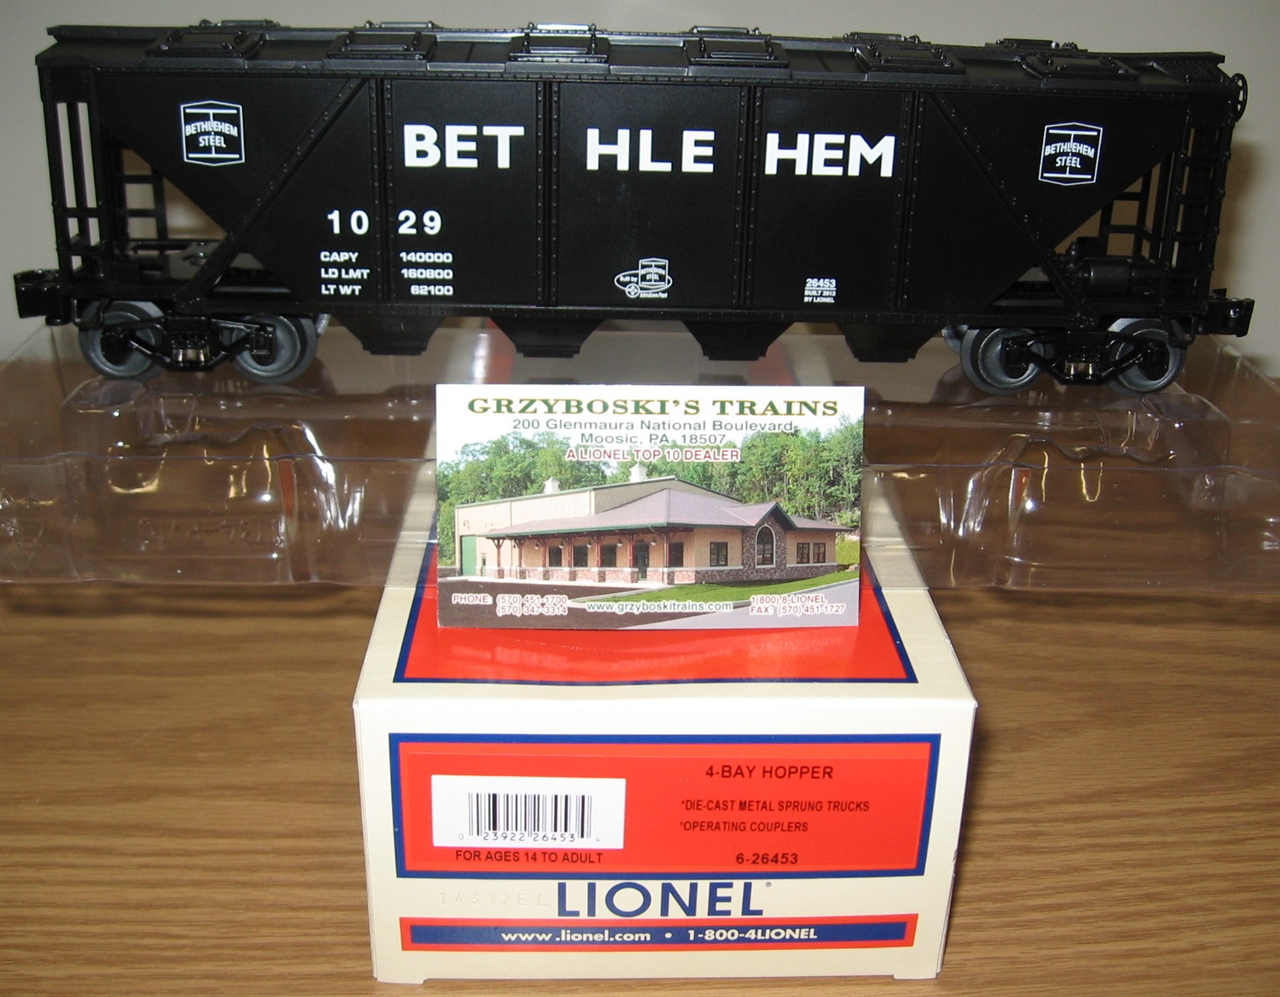 BETHLEHEM
STEEL
BET HLE HEM
BETHLEHEM
STEEL
10 29
CAPY 140000
LD LMT 160800
LT WT 62100
Built by
BETHLEHEM
STEEL
26453
BUILT 2012
BY LIONEL
GRZYBOSKI'S TRAINS
200 Glenmaura National Boulevard
Moosic, PA 18507
A LIONEL TOP 10 DEALER
PHONE: (570) 451-1700
(570) 347-3314
www.grzyboskitrains.com
1(800) 8-LIONEL
FAX: (570) 451-1727
4-BAY HOPPER
*DIE-CAST METAL SPRUNG TRUCKS
*OPERATING COUPLERS
0 23922 26453 4
FOR AGES 14 TO ADULT
6-26453
LIONEL
www.lionel.com • 1-800-4LIONEL